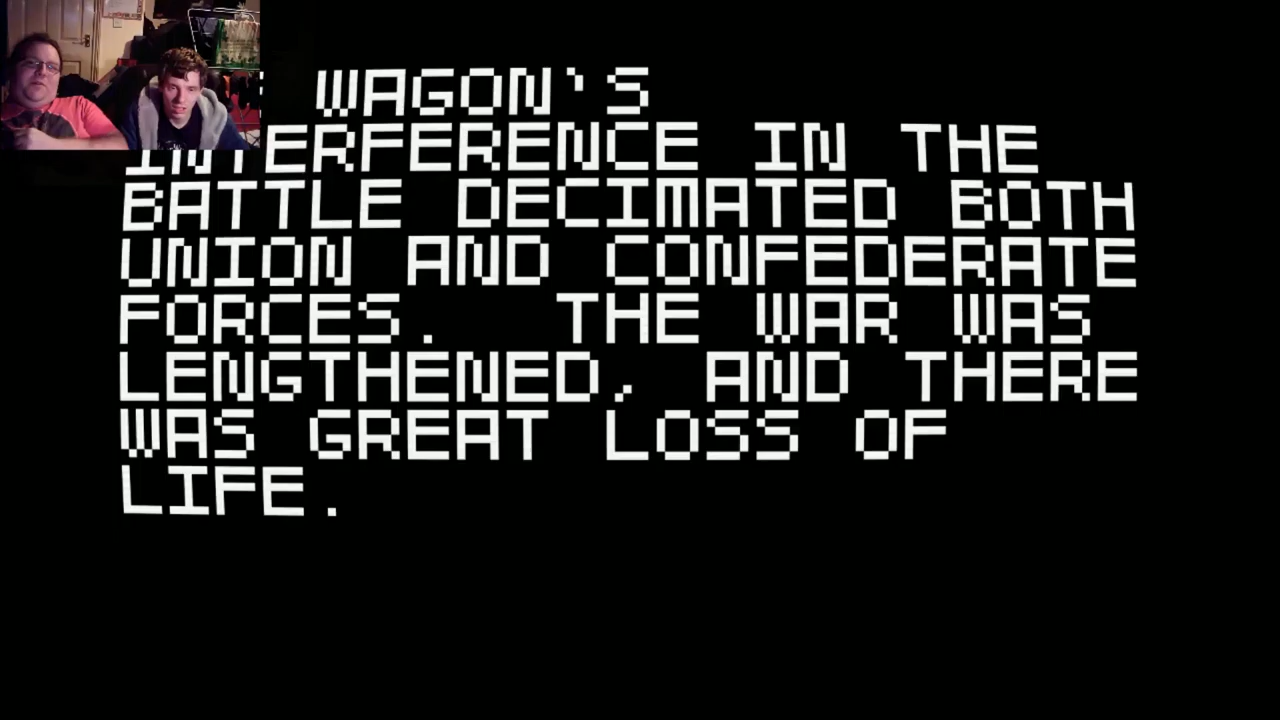 WAGON'S
INTERFERENCE IN THE
BATTLE DECIMATED BOTH
UNION AND CONFEDERATE
FORCES. THE WAR WAS
LENGTHENED, AND THERE
WAS GREAT LOSS OF
LIFE.